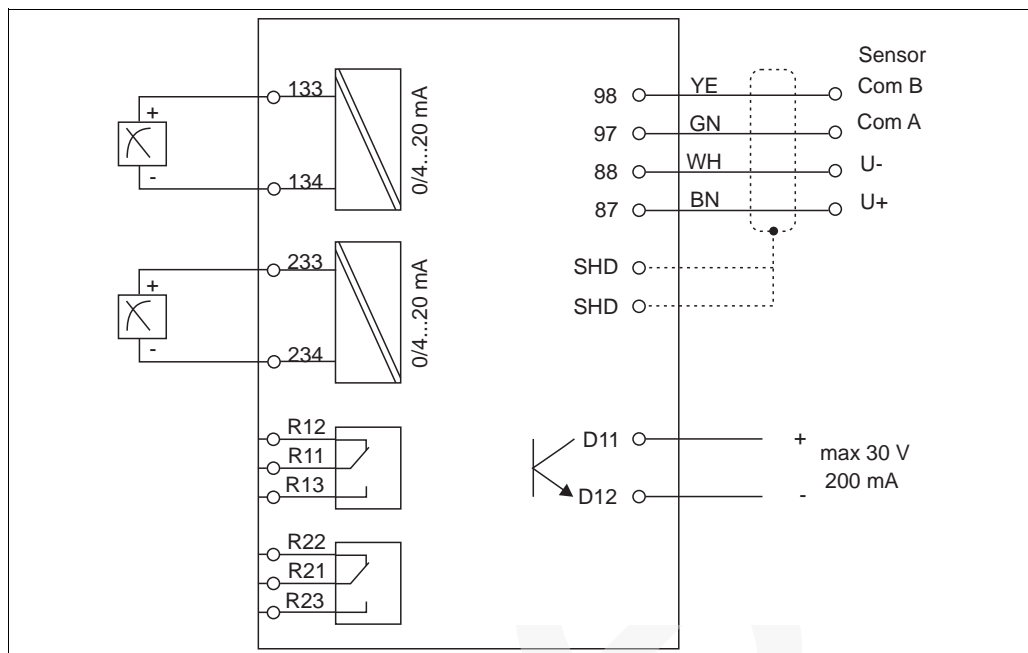 133
+
-
134
0/4...20 mA
233
+
-
234
0/4...20 mA
R12
R11
R13
R22
R21
R23
Sensor
98 YE Com B
97 GN Com A
88 WH U-
87 BN U+
SHD
SHD
D11 +
max 30 V
200 mA
D12 -